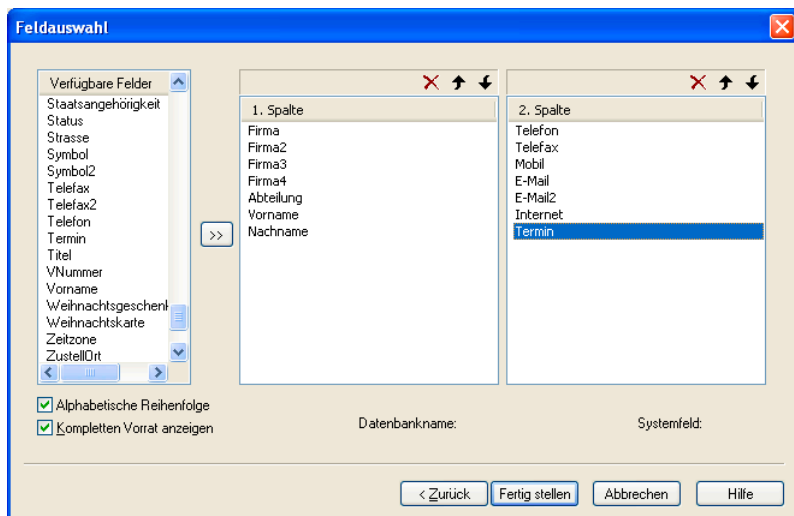 Feldauswahl
Verfügbare Felder
Staatsangehörigkeit
Status
Strasse
Symbol
Symbol2
Telefax
Telefax2
Telefon
Termin
Titel
VNummer
Vorname
Weihnachtsgeschenk
Weihnachtskarte
Zeitzone
ZustellOrt
>>
1. Spalte
Firma
Firma2
Firma3
Firma4
Abteilung
Vorname
Nachname
2. Spalte
Telefon
Telefax
Mobil
E-Mail
E-Mail2
Internet
Termin
Alphabetische Reihenfolge
Kompletten Vorrat anzeigen
Datenbankname:
Systemfeld:
< Zurück
Fertig stellen
Abbrechen
Hilfe